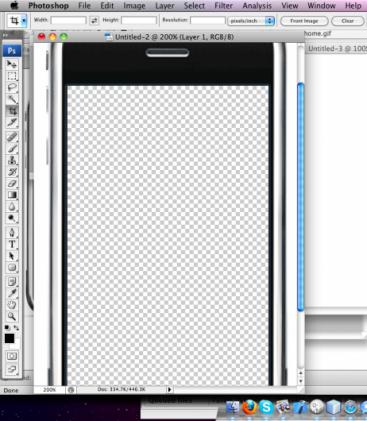 Photoshop File Edit Image Layer Select Filter Analysis View Window Help
Width: Height: Resolution: pixels/inch Front Image Clear
home.gif
Untitled-2 @ 200% (Layer 1, RGB/8)
Untitled-3 @ 100%
Ps
T
200% Doc: 334.7K/446.3K
Done